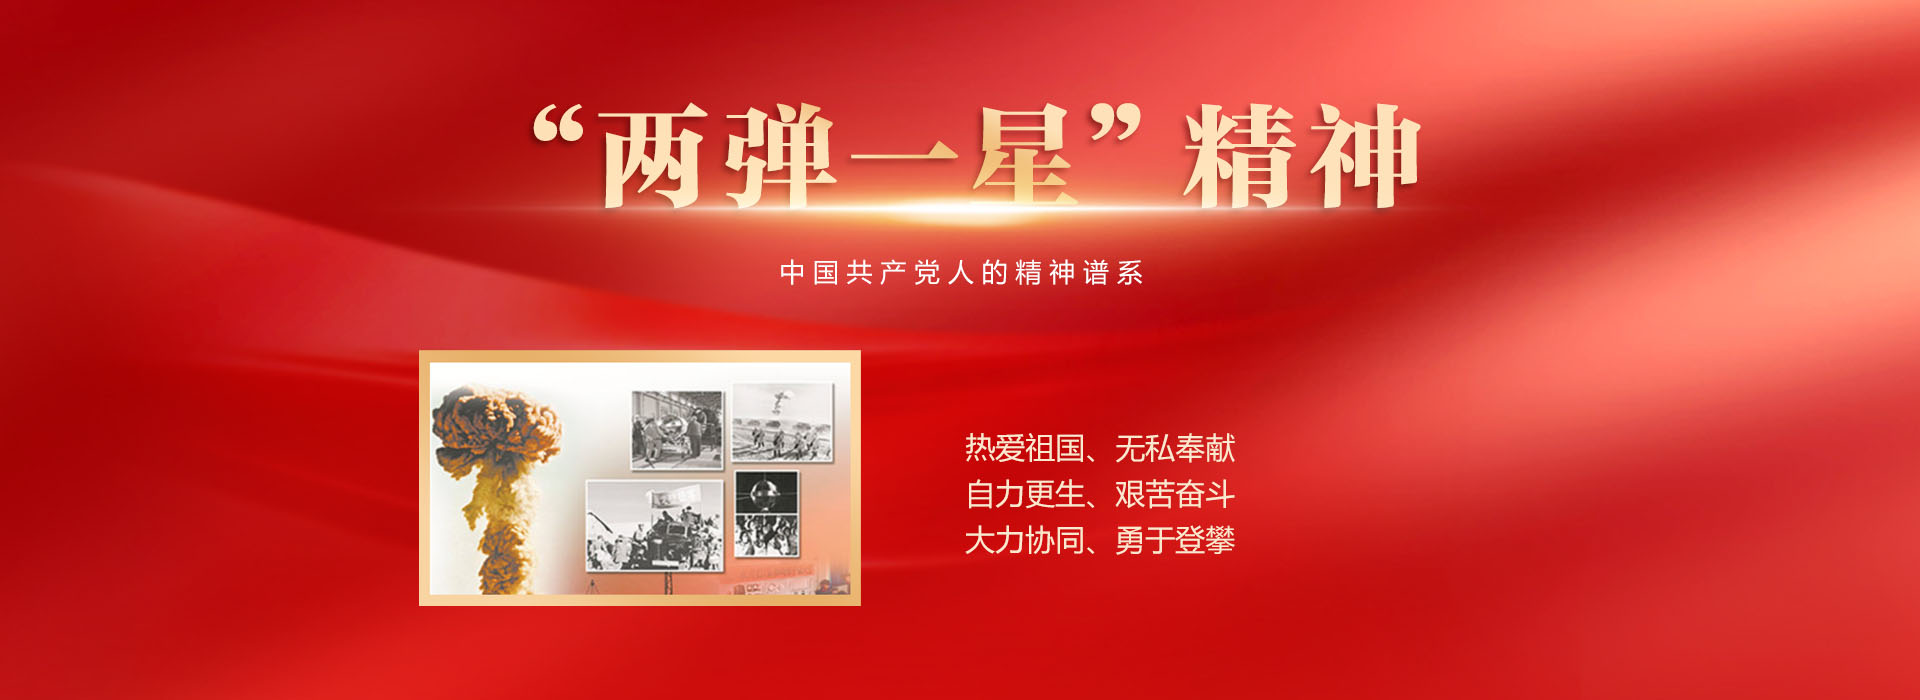 “两弹一星”精神
中国共产党人的精神谱系
热爱祖国、无私奉献
自力更生、艰苦奋斗
大力协同、勇于登攀